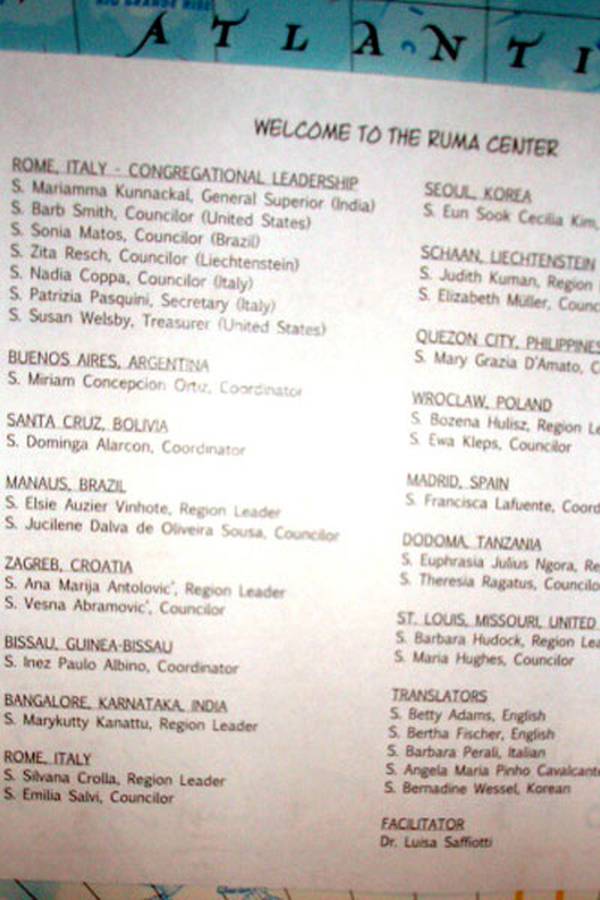 RIO GRANDE RISE
ATLANTI
WELCOME TO THE RUMA CENTER
ROME, ITALY - CONGREGATIONAL LEADERSHIP
S. Mariamma Kunnackal, General Superior (India)
S. Barb Smith, Councilor (United States)
S. Sonia Matos, Councilor (Brazil)
S. Zita Resch, Councilor (Liechtenstein)
S. Nadia Coppa, Councilor (Italy)
S. Patrizia Pasquini, Secretary (Italy)
S. Susan Welsby, Treasurer (United States)
BUENOS AIRES, ARGENTINA
S. Miriam Concepcion Ortiz, Coordinator
SANTA CRUZ, BOLIVIA
S. Dominga Alarcon, Coordinator
MANAUS, BRAZIL
S. Elsie Auzier Vinhote, Region Leader
S. Jucilene Dalva de Oliveira Sousa, Councilor
ZAGREB, CROATIA
S. Ana Marija Antolovic', Region Leader
S. Vesna Abramovic', Councilor
BISSAU, GUINEA-BISSAU
S. Inez Paulo Albino, Coordinator
BANGALORE, KARNATAKA, INDIA
S. Marykutty Kanattu, Region Leader
ROME, ITALY
S. Silvana Crolla, Region Leader
S. Emilia Salvi, Councilor
SEOUL, KOREA
S. Eun Sook Cecilia Kim,
SCHAAN, LIECHTENSTEIN
S. Judith Kuman, Region
S. Elizabeth Müller, Counc
QUEZON CITY, PHILIPPINES
S. Mary Grazia D'Amato, C
WROCLAW, POLAND
S. Bozena Hulisz, Region Le
S. Ewa Kleps, Councilor
MADRID, SPAIN
S. Francisca Lafuente, Coord
DODOMA, TANZANIA
S. Euphrasia Julius Ngora, Re
S. Theresia Ragatus, Councilo
ST. LOUIS, MISSOURI, UNITED
S. Barbara Hudock, Region Lea
S. Maria Hughes, Councilor
TRANSLATORS
S. Betty Adams, English
S. Bertha Fischer, English
S. Barbara Perali, Italian
S. Angela Maria Pinho Cavalcante
S. Bernadine Wessel, Korean
FACILITATOR
Dr. Luisa Saffiotti